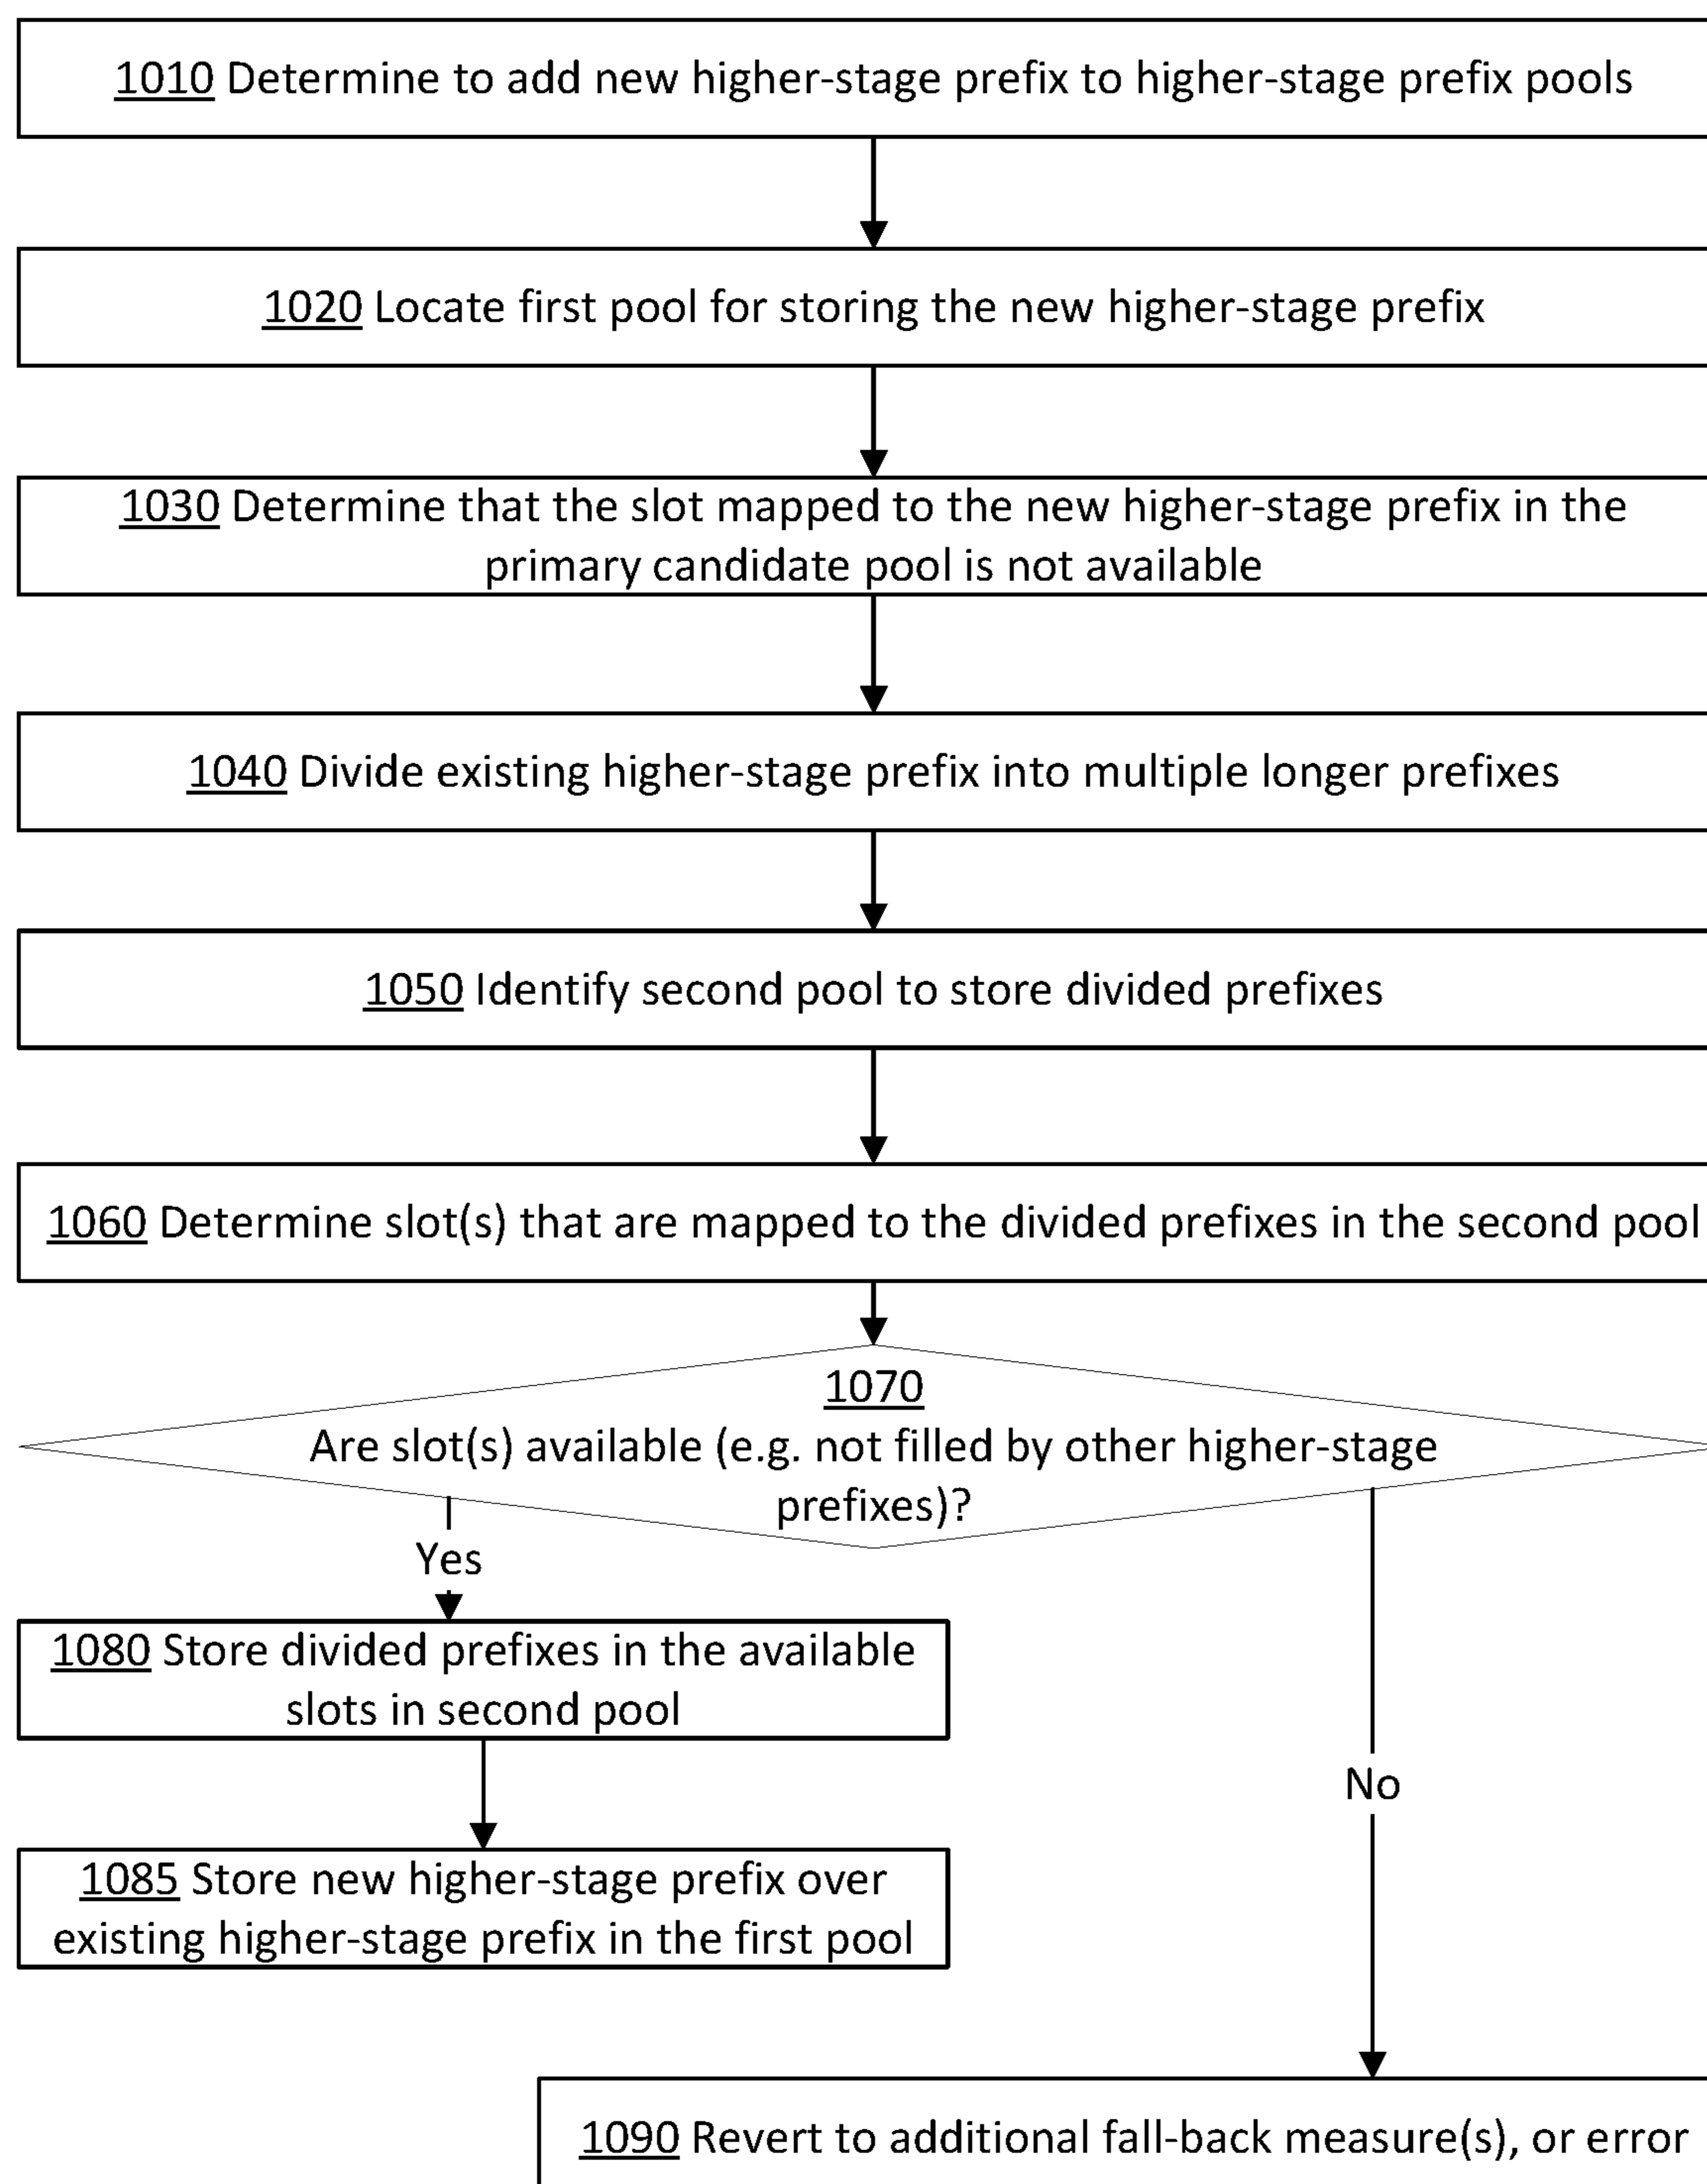 1010 Determine to add new higher-stage prefix to higher-stage prefix pools
1020 Locate first pool for storing the new higher-stage prefix
1030 Determine that the slot mapped to the new higher-stage prefix in the
primary candidate pool is not available
1040 Divide existing higher-stage prefix into multiple longer prefixes
1050 Identify second pool to store divided prefixes
1060 Determine slot(s) that are mapped to the divided prefixes in the second pool
1070
Are slot(s) available (e.g. not filled by other higher-stage
prefixes)?
Yes
1080 Store divided prefixes in the available
slots in second pool
No
1085 Store new higher-stage prefix over
existing higher-stage prefix in the first pool
1090 Revert to additional fall-back measure(s), or error